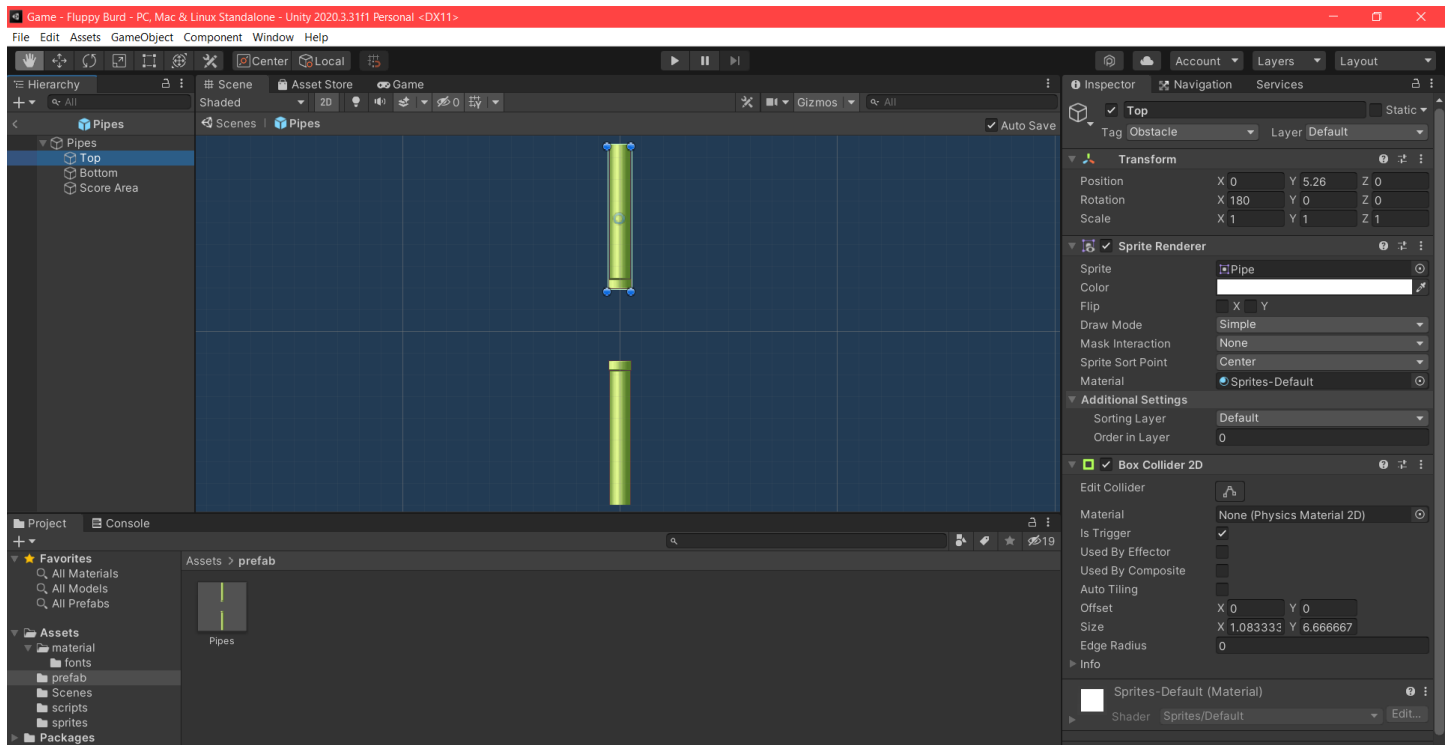 Game - Fluppy Burd - PC, Mac & Linux Standalone - Unity 2020.3.31f1 Personal <DX11>
File Edit Assets GameObject Component Window Help
Center Local
Account Layers Layout
Hierarchy
All
Pipes
Pipes
Top
Bottom
Score Area
Scene Asset Store Game
Shaded 2D 0 Gizmos All
Scenes Pipes Auto Save
Inspector Navigation Services
Top Static
Tag Obstacle Layer Default
Transform
Position X 0 Y 5.26 Z 0
Rotation X 180 Y 0 Z 0
Scale X 1 Y 1 Z 1
Sprite Renderer
Sprite Pipe
Color
Flip X Y
Draw Mode Simple
Mask Interaction None
Sprite Sort Point Center
Material Sprites-Default
Additional Settings
Sorting Layer Default
Order in Layer 0
Box Collider 2D
Edit Collider
Material None (Physics Material 2D)
Is Trigger
Used By Effector
Used By Composite
Auto Tiling
Offset X 0 Y 0
Size X 1.083333 Y 6.666667
Edge Radius 0
Info
Sprites-Default (Material)
Shader Sprites/Default Edit...
Project Console
19
Favorites
All Materials
All Models
All Prefabs
Assets
material
fonts
prefab
Scenes
scripts
sprites
Packages
Assets > prefab
Pipes